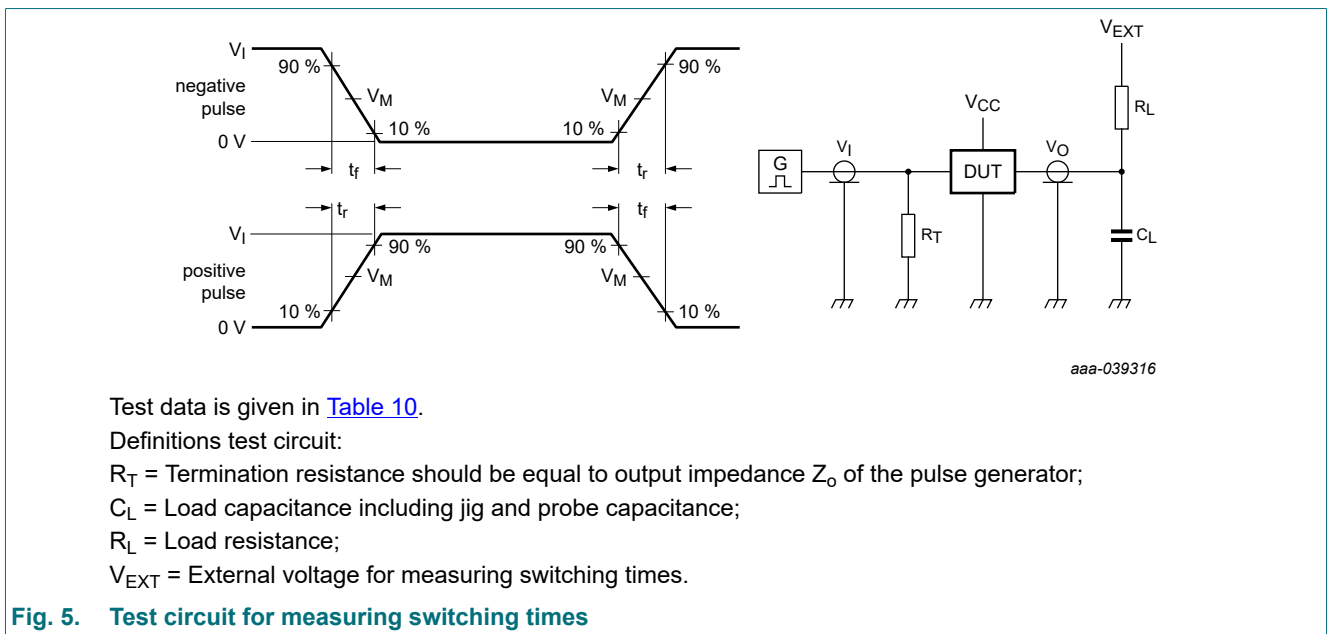 VI
90 %
90 %
negative
pulse
VM
VM
10 %
10 %
0 V
tf
tr
tr
tf
VI
90 %
90 %
positive
pulse
VM
VM
10 %
10 %
0 V
VEXT
RL
VCC
G
VI
DUT
VO
RT
CL
aaa-039316
Test data is given in Table 10.
Definitions test circuit:
RT = Termination resistance should be equal to output impedance Zo of the pulse generator;
CL = Load capacitance including jig and probe capacitance;
RL = Load resistance;
VEXT = External voltage for measuring switching times.
Fig. 5. Test circuit for measuring switching times